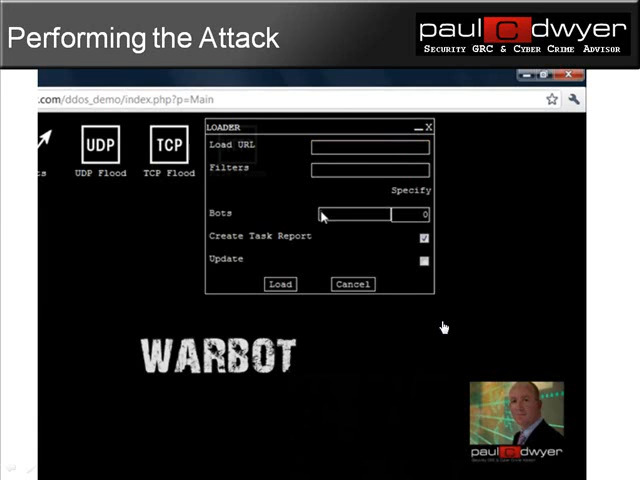 Performing the Attack
paul C dwyer
SECURITY GRC & CYBER CRIME ADVISOR
.com/ddos_demo/index.php?p=Main
LOADER
_ X
Load URL
Filters
Specify
Bots
0
Create Task Report
Update
Load
Cancel
UDP
TCP
ts
UDP Flood
TCP Flood
WARBOT
paul C dwyer